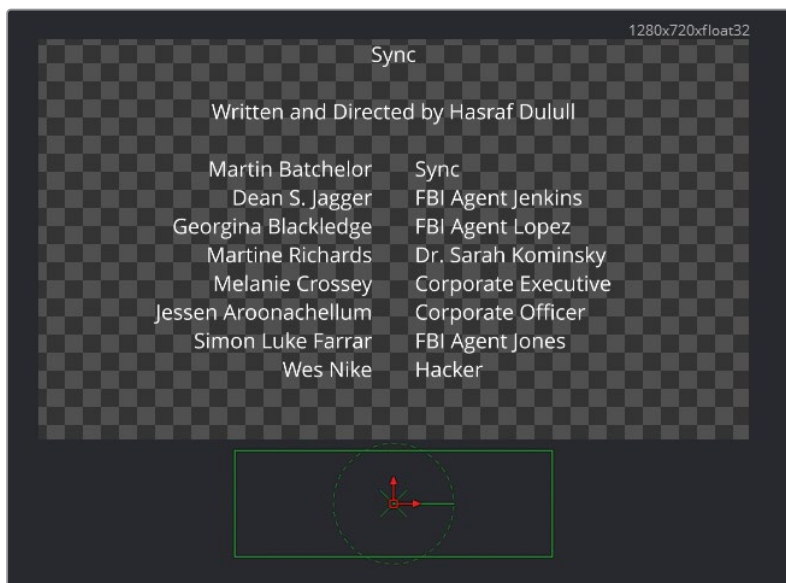 1280x720xfloat32
Sync
Written and Directed by Hasraf Dulull
Martin Batchelor Sync
Dean S. Jagger FBI Agent Jenkins
Georgina Blackledge FBI Agent Lopez
Martine Richards Dr. Sarah Kominsky
Melanie Crossey Corporate Executive
Jessen Aroonachellum Corporate Officer
Simon Luke Farrar FBI Agent Jones
Wes Nike Hacker